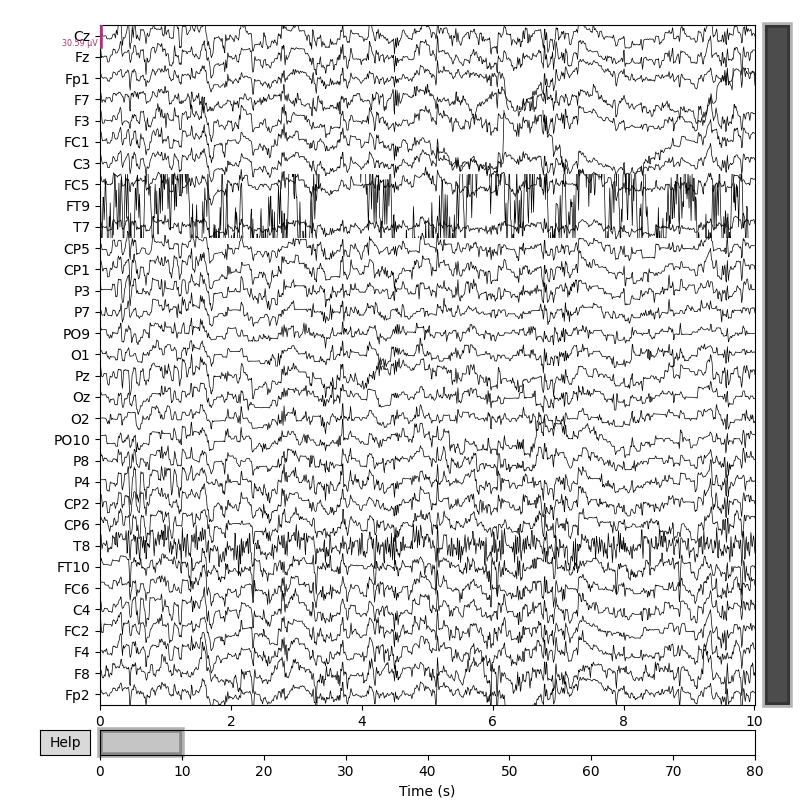 Cz
30.59 µV
Fz
Fp1
F7
F3
FC1
C3
FC5
FT9
T7
CP5
CP1
P3
P7
PO9
O1
Pz
Oz
O2
PO10
P8
P4
CP2
CP6
T8
FT10
FC6
C4
FC2
F4
F8
Fp2
0 2 4 6 8 10
Help
0 10 20 30 40 50 60 70 80
Time (s)